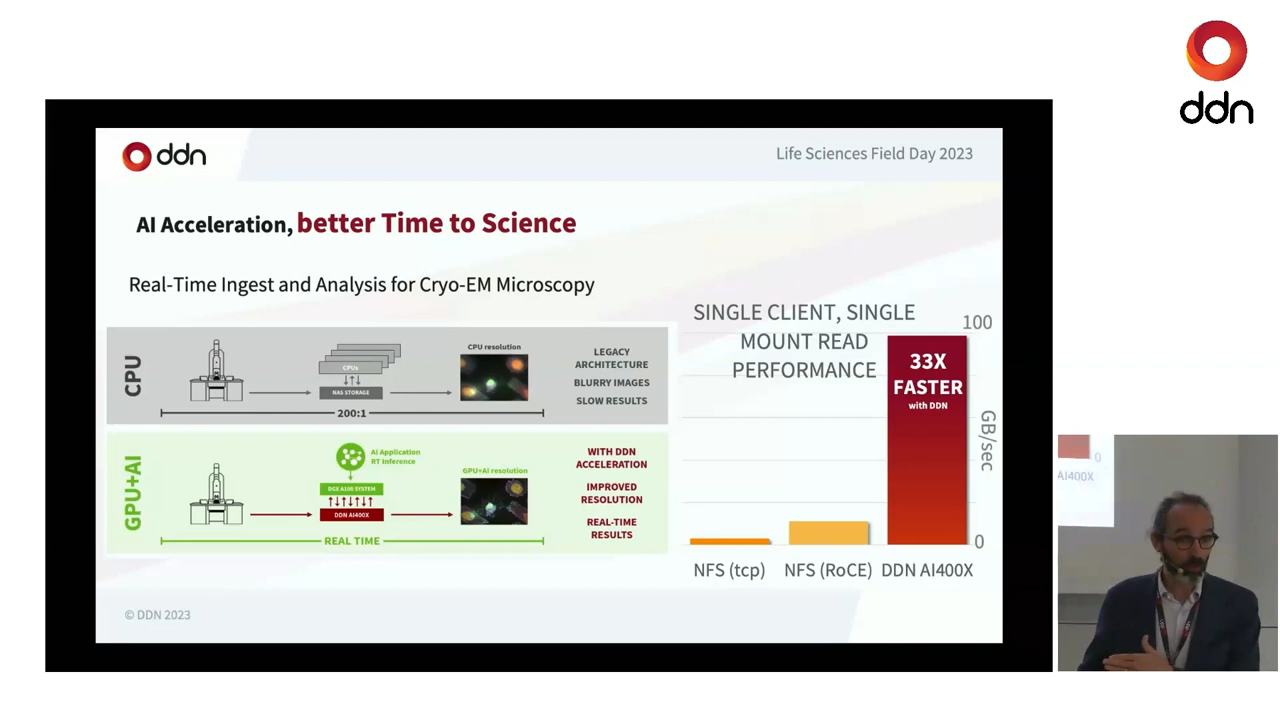 ddn
ddn
Life Sciences Field Day 2023
AI Acceleration, better Time to Science
Real-Time Ingest and Analysis for Cryo-EM Microscopy
CPU
CPUs
NAS STORAGE
200:1
CPU resolution
LEGACY
ARCHITECTURE
BLURRY IMAGES
SLOW RESULTS
GPU+AI
Ai Application
RT Inference
DGX A100 SYSTEM
DDN AI400X
REAL TIME
GPU+AI resolution
WITH DDN
ACCELERATION
IMPROVED
RESOLUTION
REAL-TIME
RESULTS
SINGLE CLIENT, SINGLE
MOUNT READ
PERFORMANCE
100
33X
FASTER
with DDN
GB/sec
0
NFS (tcp)
NFS (RoCE)
DDN AI400X
© DDN 2023
0
AI400X